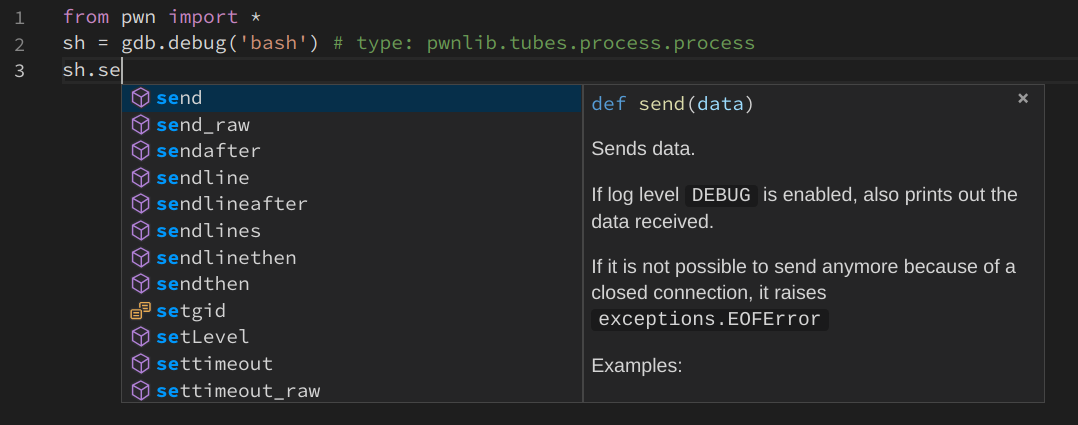 1 from pwn import *
2 sh = gdb.debug('bash') # type: pwnlib.tubes.process.process
3 sh.se
send
send_raw
sendafter
sendline
sendlineafter
sendlines
sendlinethen
sendthen
setgid
setLevel
settimeout
settimeout_raw
def send(data)
×
Sends data.
If log level DEBUG is enabled, also prints out the
data received.
If it is not possible to send anymore because of a
closed connection, it raises
exceptions.EOFError
Examples: